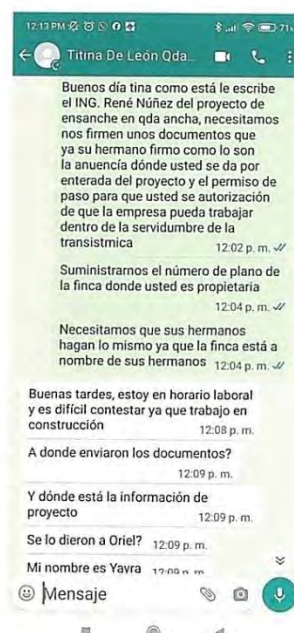 12:13 PM
71%
Titina De León Qda...
Buenos día tina como está le escribe
el ING. René Núñez del proyecto de
ensanche en qda ancha, necesitamos
nos firmen unos documentos que
ya su hermano firmo como lo son
la anuencia dónde usted se da por
enterada del proyecto y el permiso de
paso para que usted se autorización
de que la empresa pueda trabajar
dentro de la servidumbre de la
transistmica
12:02 p. m.
Suministrarnos el número de plano de
la finca donde usted es propietaria
12:04 p. m.
Necesitamos que sus hermanos
hagan lo mismo ya que la finca está a
nombre de sus hermanos 12:04 p. m.
Buenas tardes, estoy en horario laboral
y es difícil contestar ya que trabajo en
construcción
12:08 p. m.
A donde enviaron los documentos?
12:09 p. m.
Y dónde está la información de
proyecto
12:09 p. m.
Se lo dieron a Oriel? 12:09 p. m.
Mi nombre es Yayra 12:09 p. m.
Mensaje